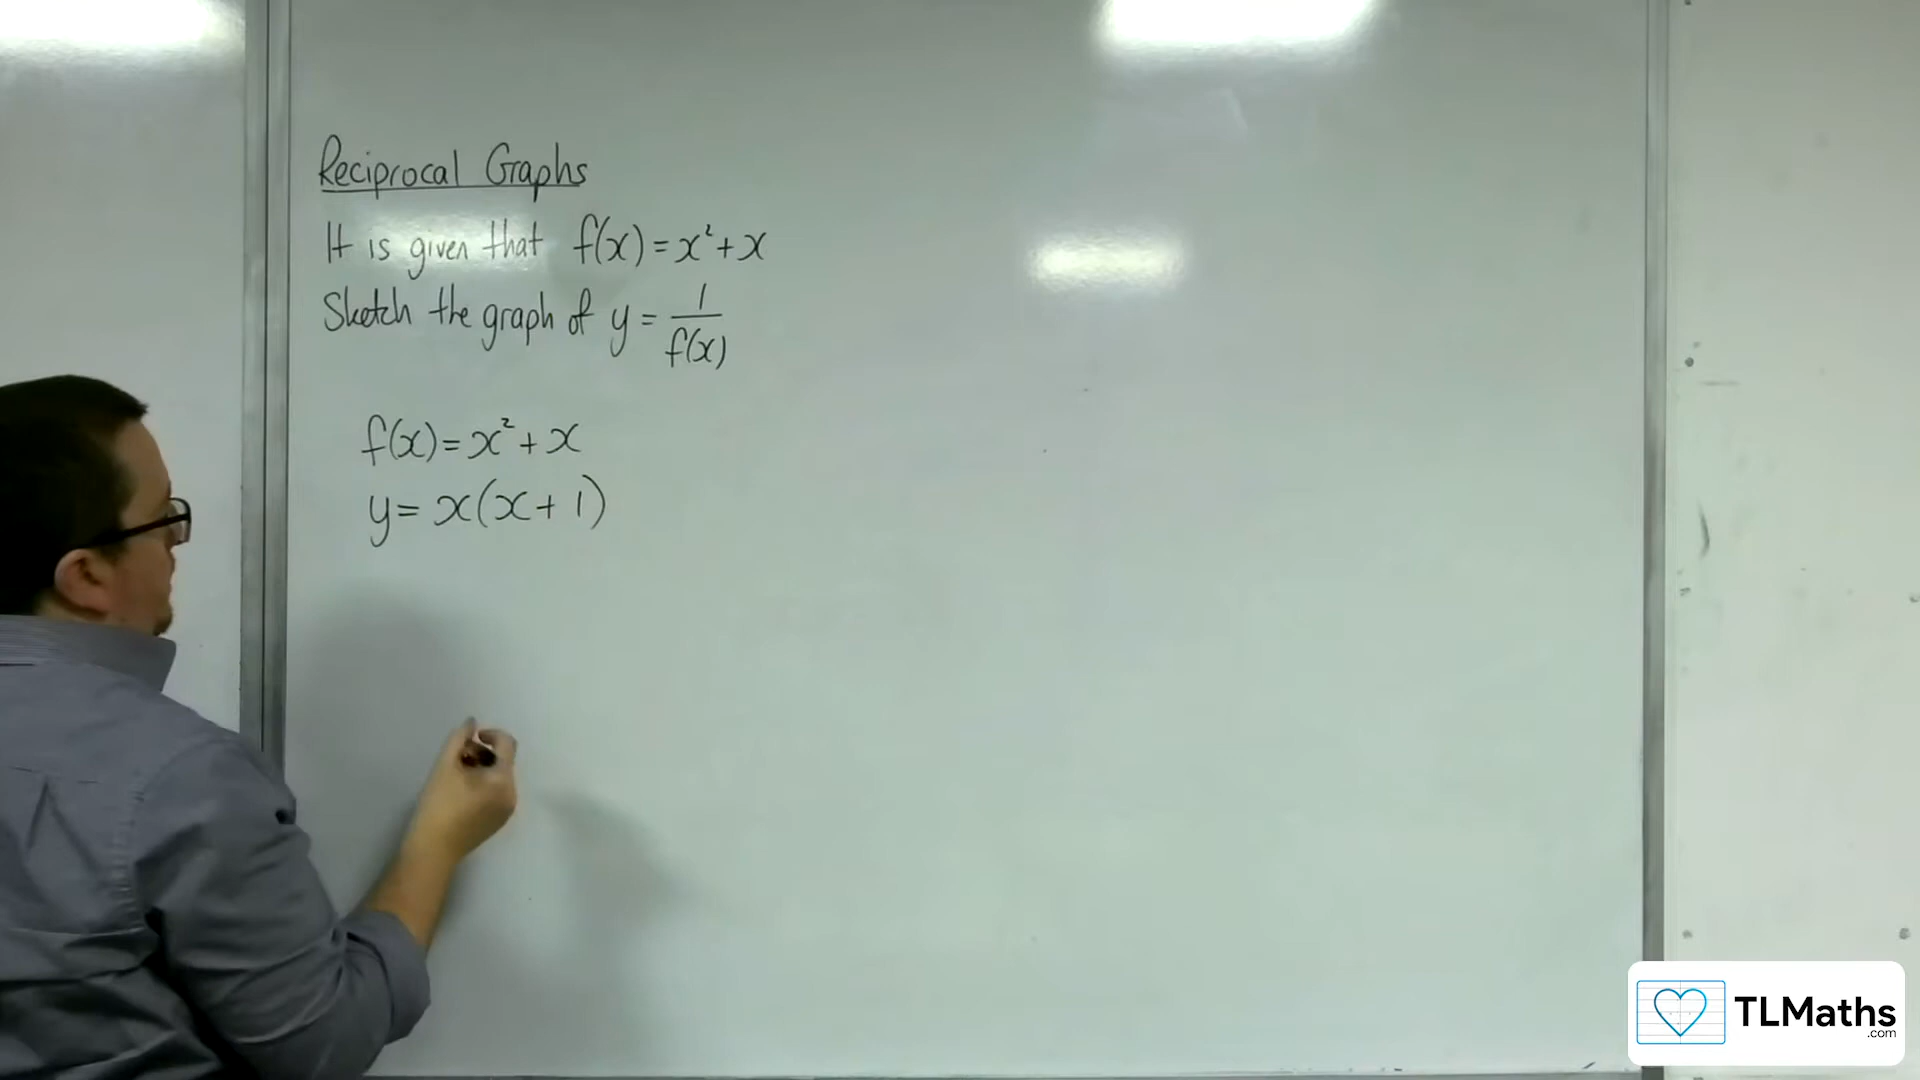 Reciprocal Graphs
It is given that f(x) = x² + x
Sketch the graph of y = 1/f(x)
f(x) = x² + x
y = x(x + 1)
TLMaths
.com